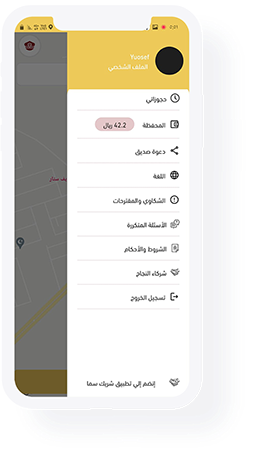 Yussef
الملف الشخصي
حجوزاتي
المحفظة
42.2 ريال
دعوة صديق
اللغة
الشكاوي والمقترحات
الأسئلة المتكررة
الشروط والأحكام
شركاء النجاح
تسجيل الخروج
إنضم إلي تطبيق شريك سفا